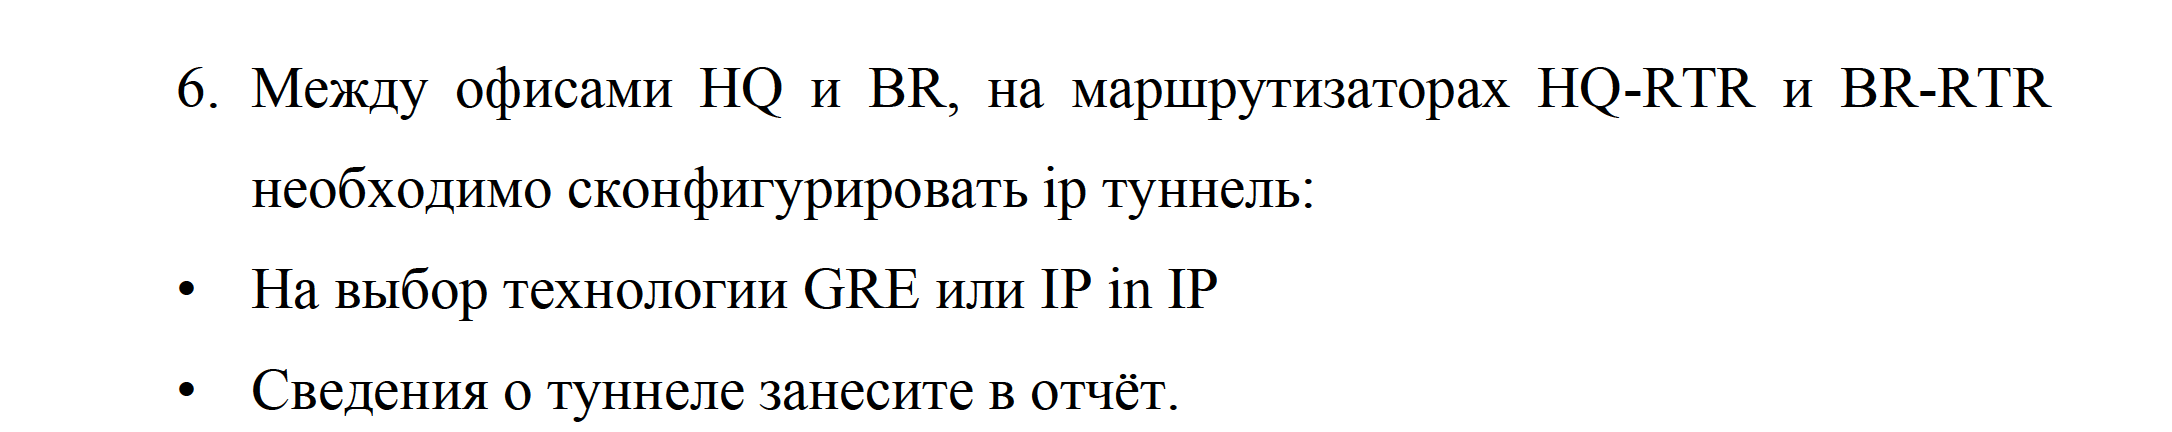 6. Между офисами HQ и BR, на маршрутизаторах HQ-RTR и BR-RTR
необходимо сконфигурировать ip туннель:
• На выбор технологии GRE или IP in IP
• Сведения о туннеле занесите в отчёт.